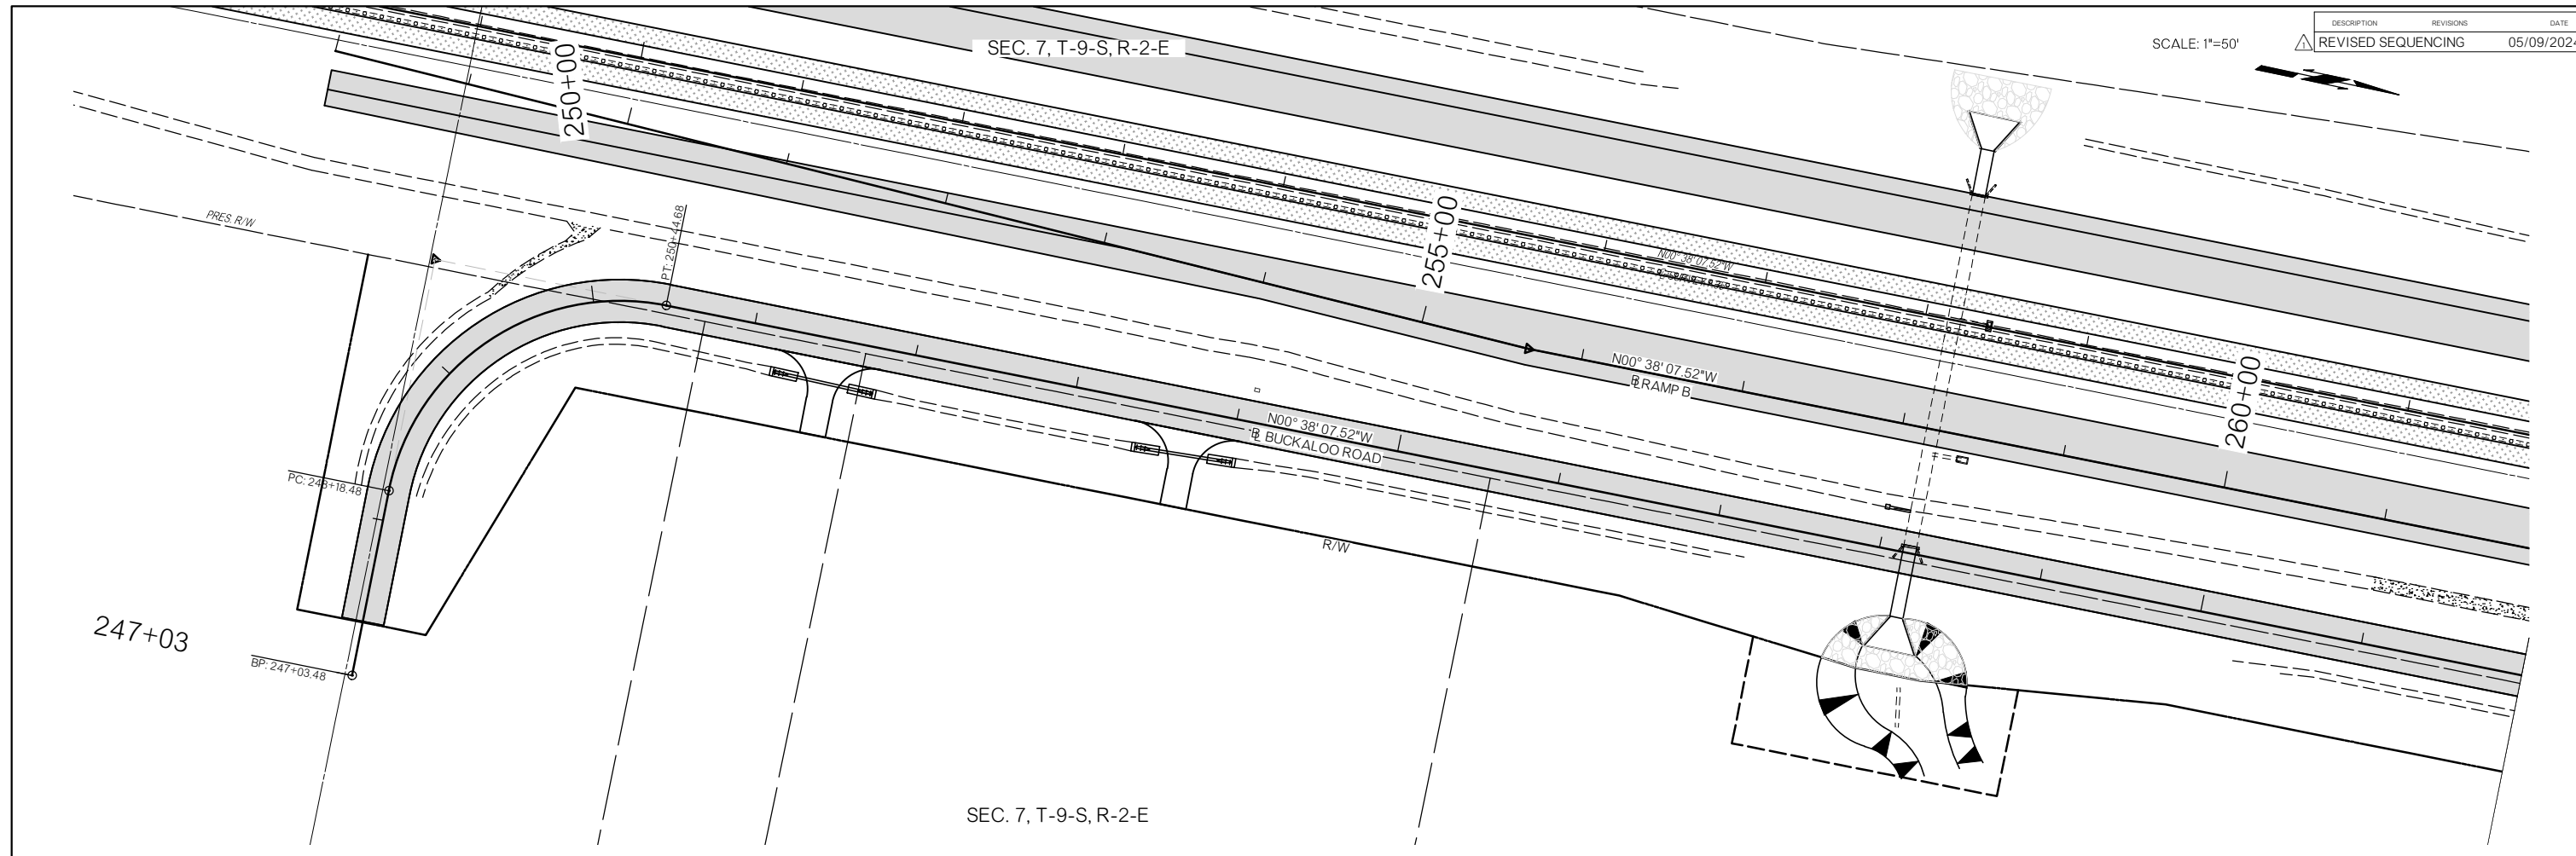 DESCRIPTION REVISIONS DATE
REVISED SEQUENCING 05/09/2024
1
SCALE: 1"=50'
SEC. 7, T-9-S, R-2-E
250+00
255+00
260+00
PRES. R/W
PT: 250+44.68
N00° 38' 07.52"W
N00° 38' 07.52"W
RAMP B
N00° 38' 07.52"W
BUCKALOO ROAD
R/W
PC: 248+18.48
247+03
BP: 247+03.48
SEC. 7, T-9-S, R-2-E